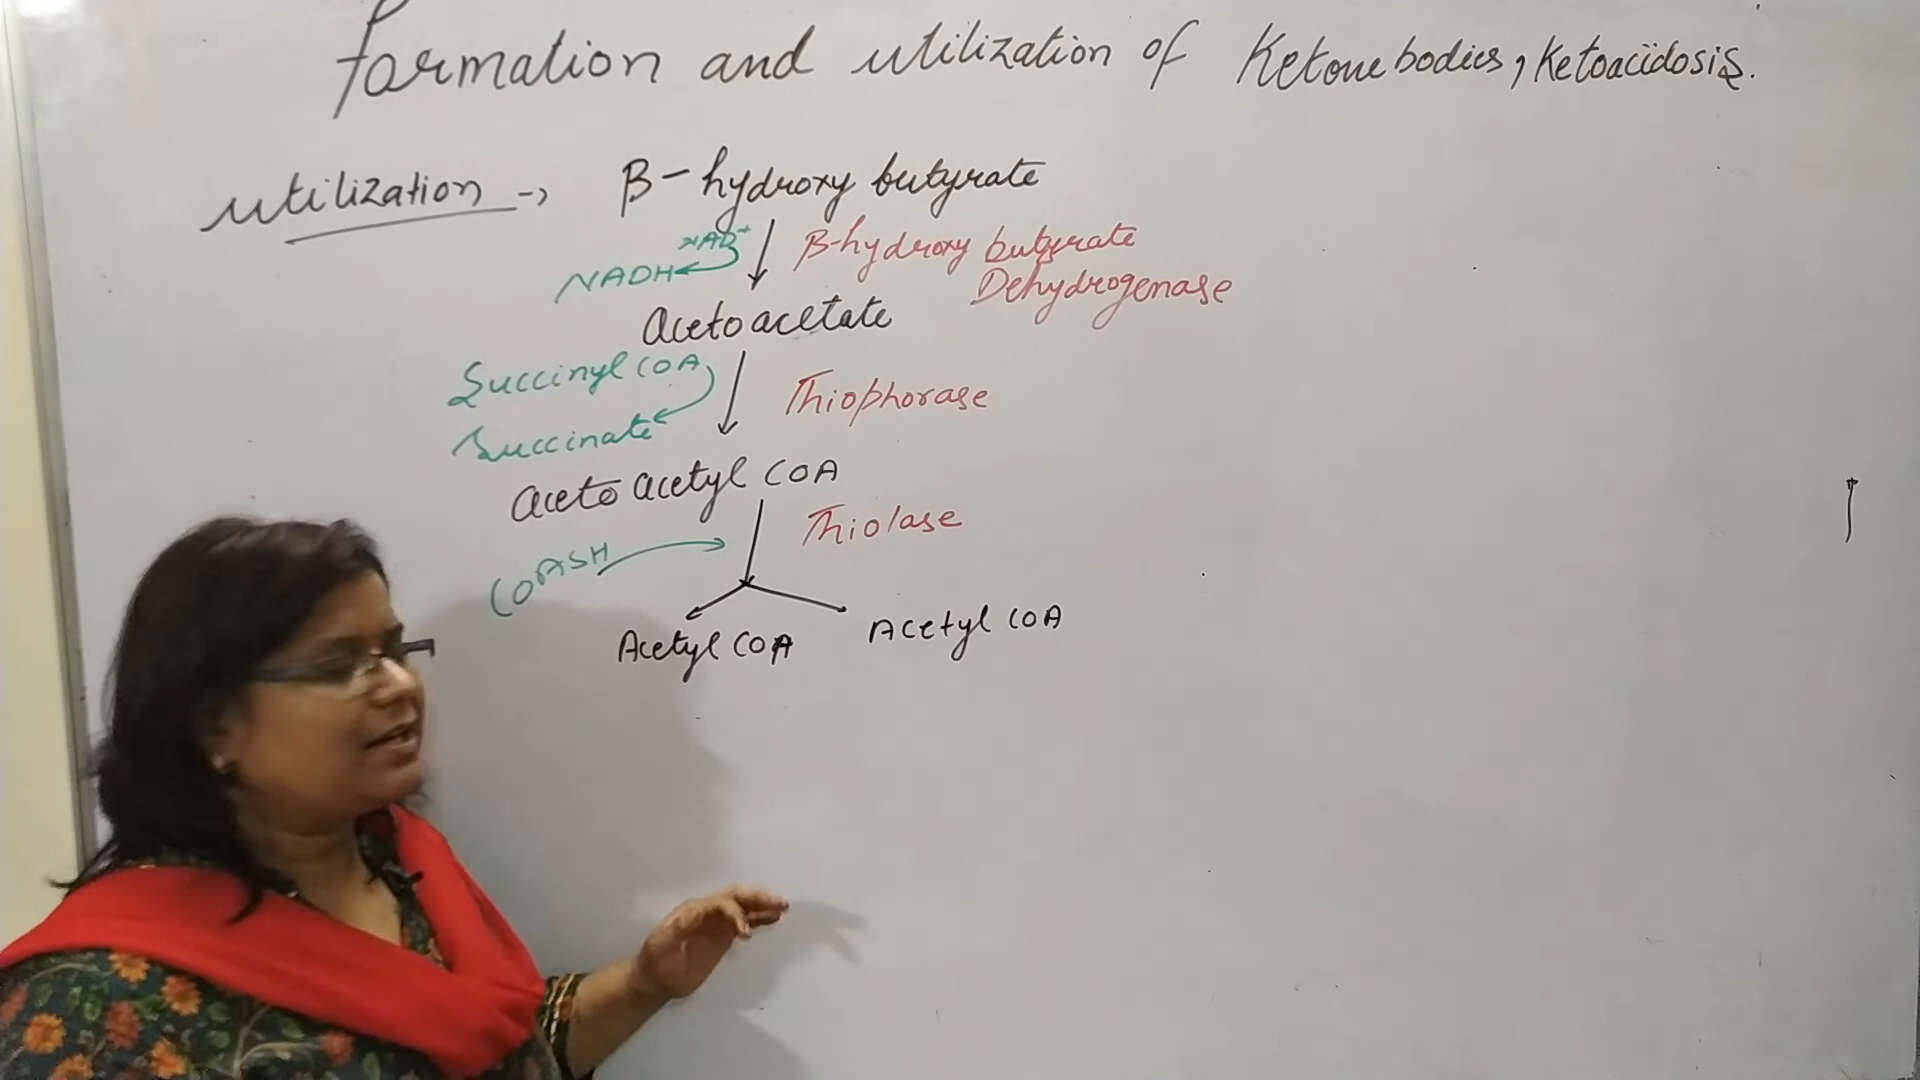 Formation and utilization of Ketone bodies, Ketoacidosis.
utilization → β-hydroxy butyrate
NAD+
NADH
β-hydroxy butyrate
Dehydrogenase
Acetoacetate
Succinyl COA
Succinate
Thiophorase
Aceto acetyl COA
COASH
Thiolase
Acetyl COA
Acetyl COA